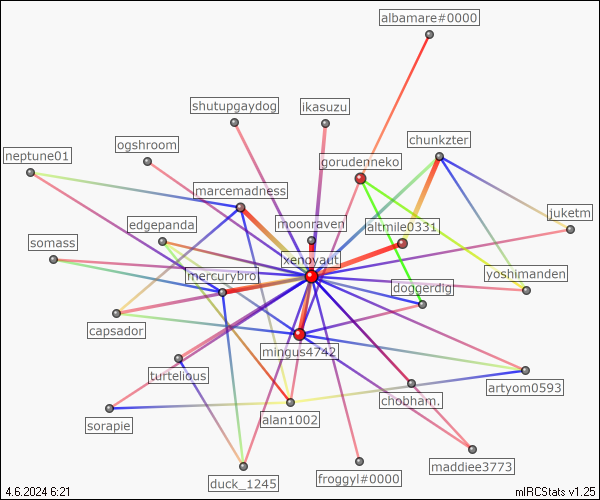 albamare#0000
shutupgaydog
ikasuzu
chunkzter
ogshroom
neptune01
gorudenneko
marcemadness
juketm
edgepanda
moonraven
altmile0331
somass
xenoyaut
mercurybro
yoshimanden
doggerdig
capsador
mingus4742
turtelious
artyom0593
chobham.
sorapie
alan1002
maddiee3773
duck_1245
froggyl#0000
4.6.2024 6:21
mIRCStats v1.25